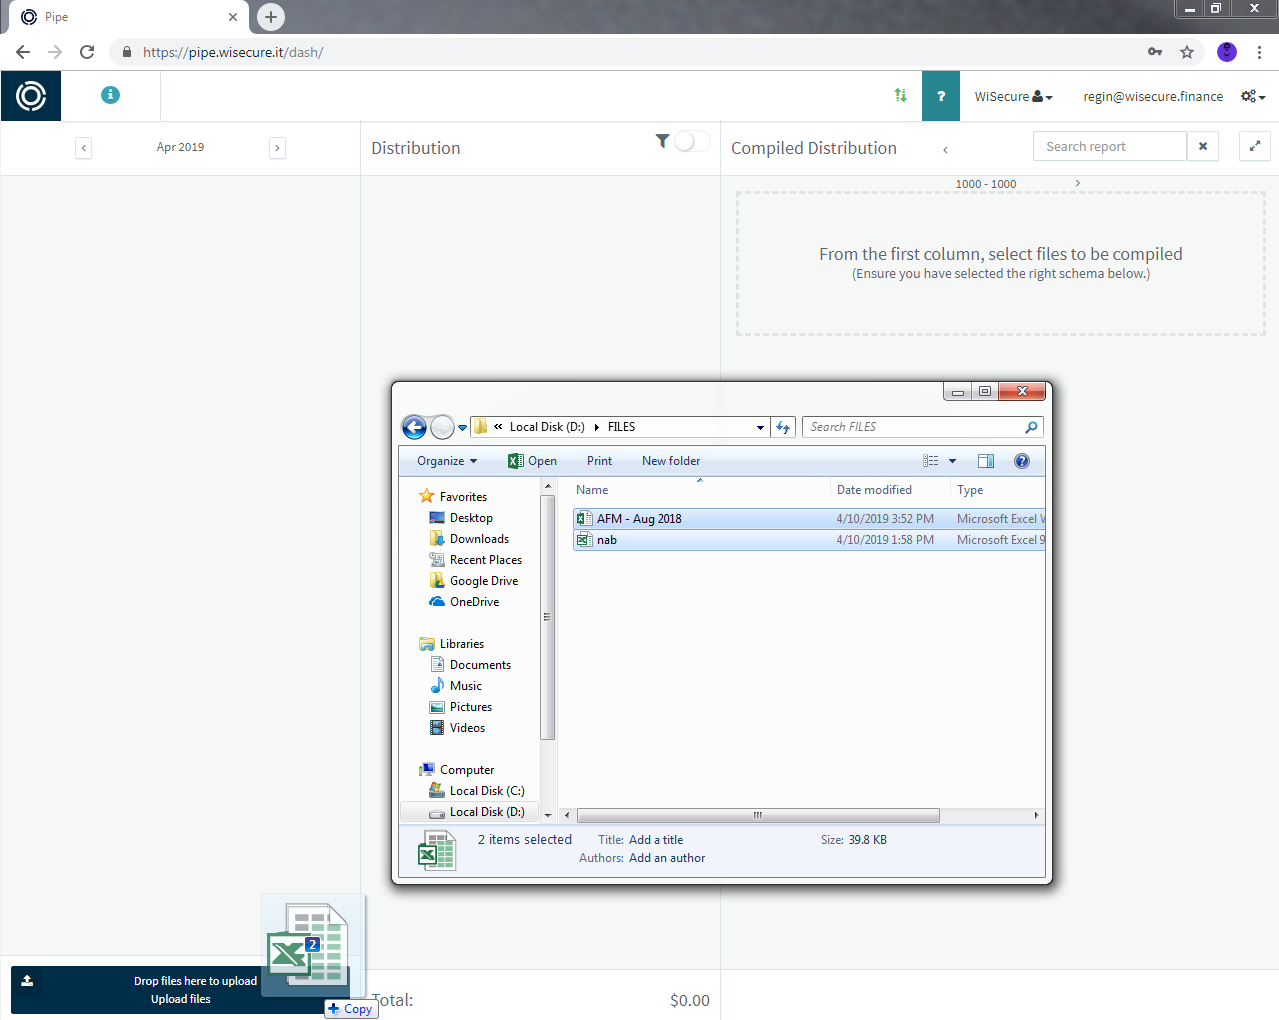 Pipe
https://pipe.wisecure.it/dash/
?
WiSecure
regin@wisecure.finance
Apr 2019
Distribution
Compiled Distribution
Search report
1000 - 1000
From the first column, select files to be compiled
(Ensure you have selected the right schema below.)
Local Disk (D:)
FILES
Search FILES
Organize
Open
Print
New folder
Name
Date modified
Type
Favorites
Desktop
Downloads
Recent Places
Google Drive
OneDrive
Libraries
Documents
Music
Pictures
Videos
Computer
Local Disk (C:)
Local Disk (D:)
AFM - Aug 2018
4/10/2019 3:52 PM
Microsoft Excel W
nab
4/10/2019 1:58 PM
Microsoft Excel 9
2 items selected
Title: Add a title
Size: 39.8 KB
Authors: Add an author
2
Drop files here to upload
Upload files
Copy
Total:
$0.00